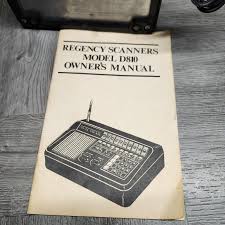 REGENCY SCANNERS
MODEL D810
OWNER'S MANUAL